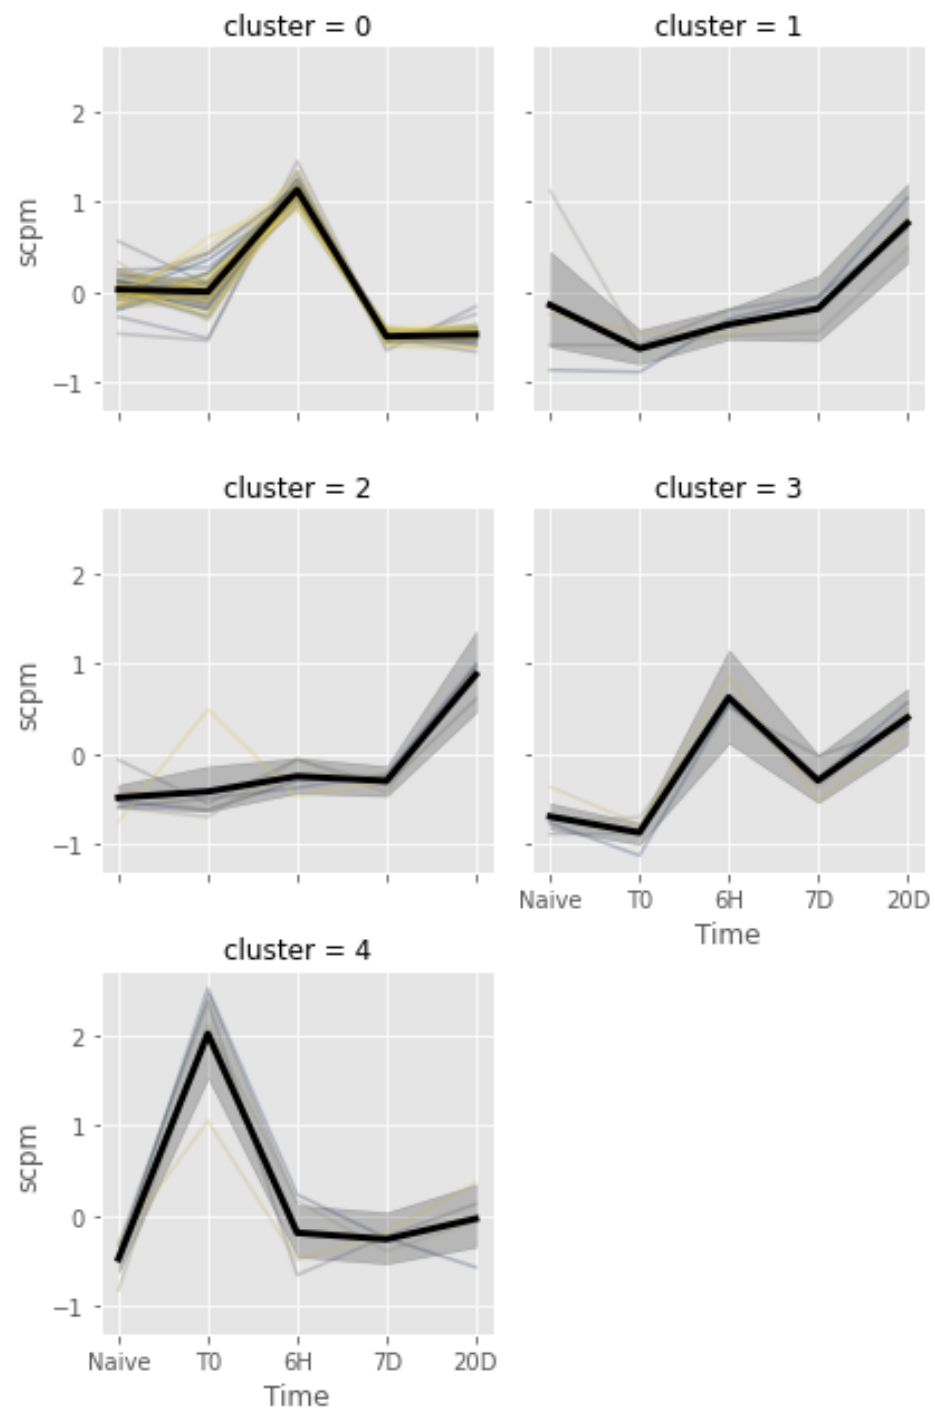 cluster = 0
cluster = 1
2
1
0
−1
scpm
cluster = 2
cluster = 3
2
1
0
−1
scpm
Naive T0 6H 7D 20D
Time
cluster = 4
2
1
0
−1
scpm
Naive T0 6H 7D 20D
Time